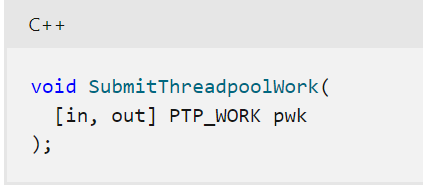 C++
void SubmitThreadpoolWork(
  [in, out] PTP_WORK pwk
);